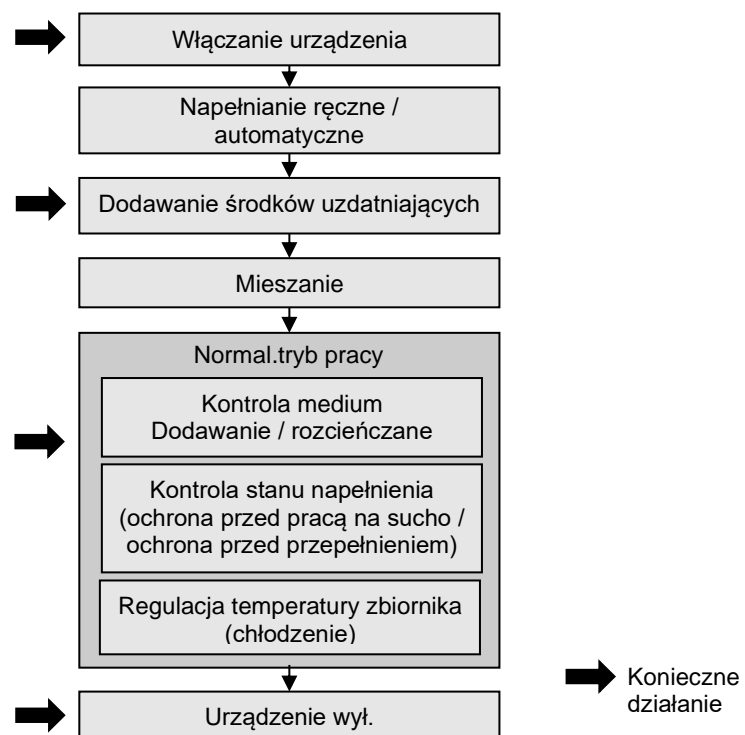 Włączanie urządzenia
Napełnianie ręczne /
automatyczne
Dodawanie środków uzdatniających
Mieszanie
Normal.tryb pracy
Kontrola medium
Dodawanie / rozcieńczane
Kontrola stanu napełnienia
(ochrona przed pracą na sucho /
ochrona przed przepełnieniem)
Regulacja temperatury zbiornika
(chłodzenie)
Urządzenie wył.
Konieczne
działanie